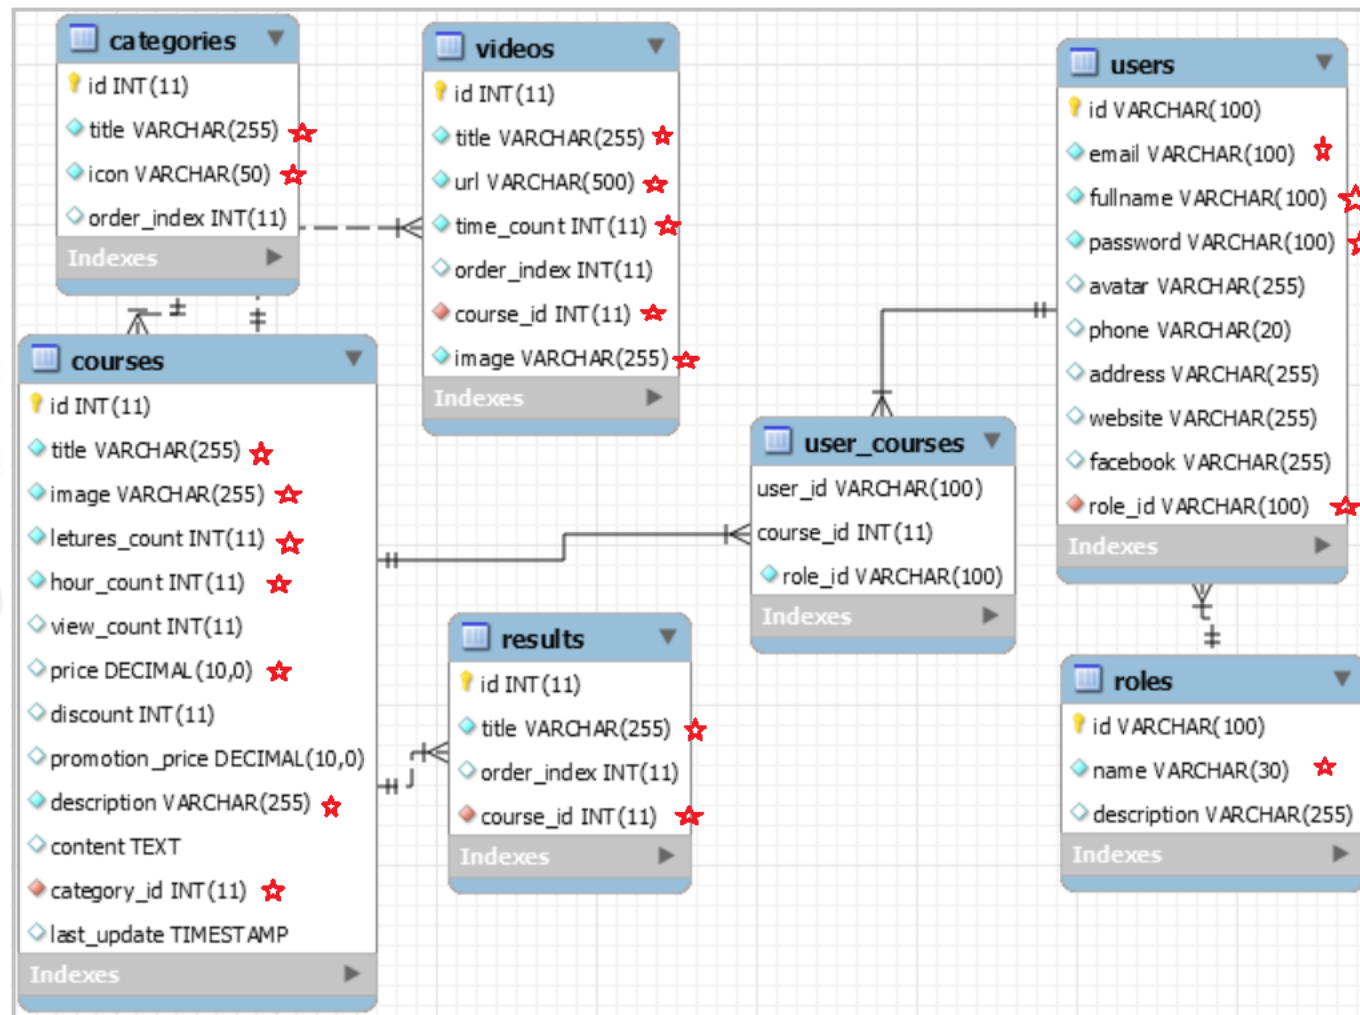 categories
id INT(11)
title VARCHAR(255)
icon VARCHAR(50)
order_index INT(11)
Indexes
videos
id INT(11)
title VARCHAR(255)
url VARCHAR(500)
time_count INT(11)
order_index INT(11)
course_id INT(11)
image VARCHAR(255)
Indexes
users
id VARCHAR(100)
email VARCHAR(100)
fullname VARCHAR(100)
password VARCHAR(100)
avatar VARCHAR(255)
phone VARCHAR(20)
address VARCHAR(255)
website VARCHAR(255)
facebook VARCHAR(255)
role_id VARCHAR(100)
Indexes
courses
id INT(11)
title VARCHAR(255)
image VARCHAR(255)
letures_count INT(11)
hour_count INT(11)
view_count INT(11)
price DECIMAL(10,0)
discount INT(11)
promotion_price DECIMAL(10,0)
description VARCHAR(255)
content TEXT
category_id INT(11)
last_update TIMESTAMP
Indexes
user_courses
user_id VARCHAR(100)
course_id INT(11)
role_id VARCHAR(100)
Indexes
results
id INT(11)
title VARCHAR(255)
order_index INT(11)
course_id INT(11)
Indexes
roles
id VARCHAR(100)
name VARCHAR(30)
description VARCHAR(255)
Indexes